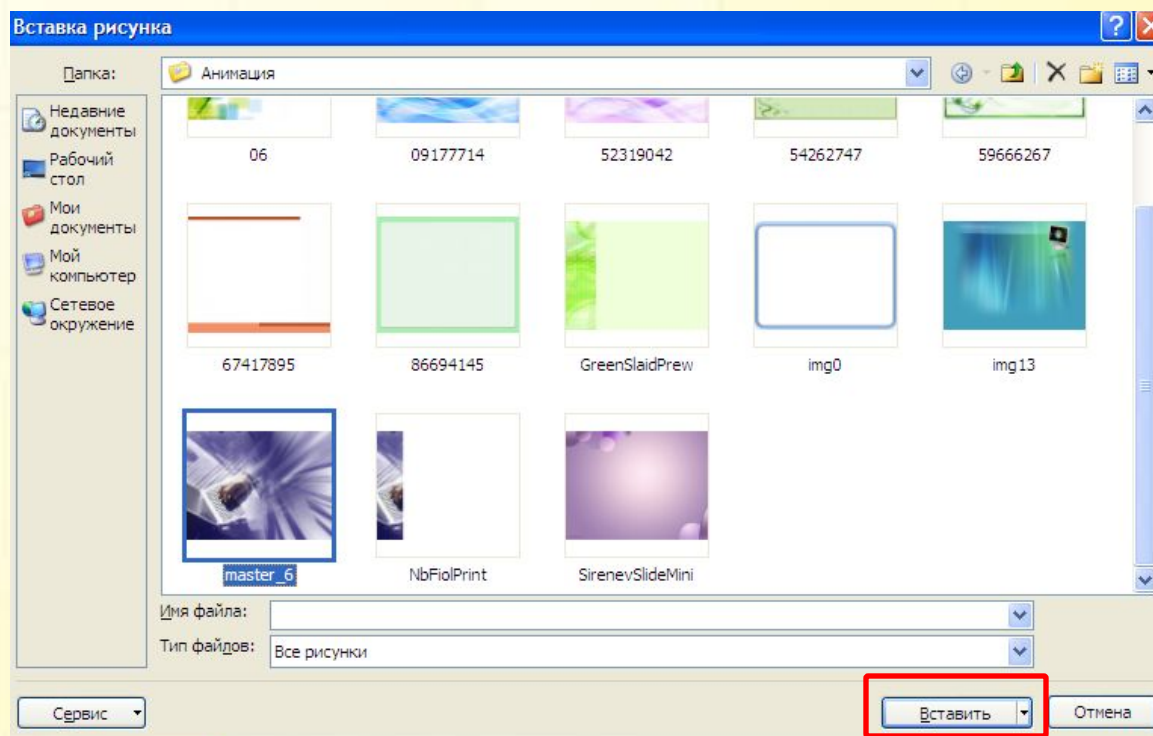 Вставка рисунка
Папка:
Анимация
Недавние
документы
Рабочий
стол
Мои
документы
Мой
компьютер
Сетевое
окружение
06
09177714
52319042
54262747
59666267
67417895
86694145
GreenSlaidPrew
img0
img13
master_6
NbFiolPrint
SirenevSlideMini
Имя файла:
Тип файлов:
Все рисунки
Сервис
Вставить
Отмена